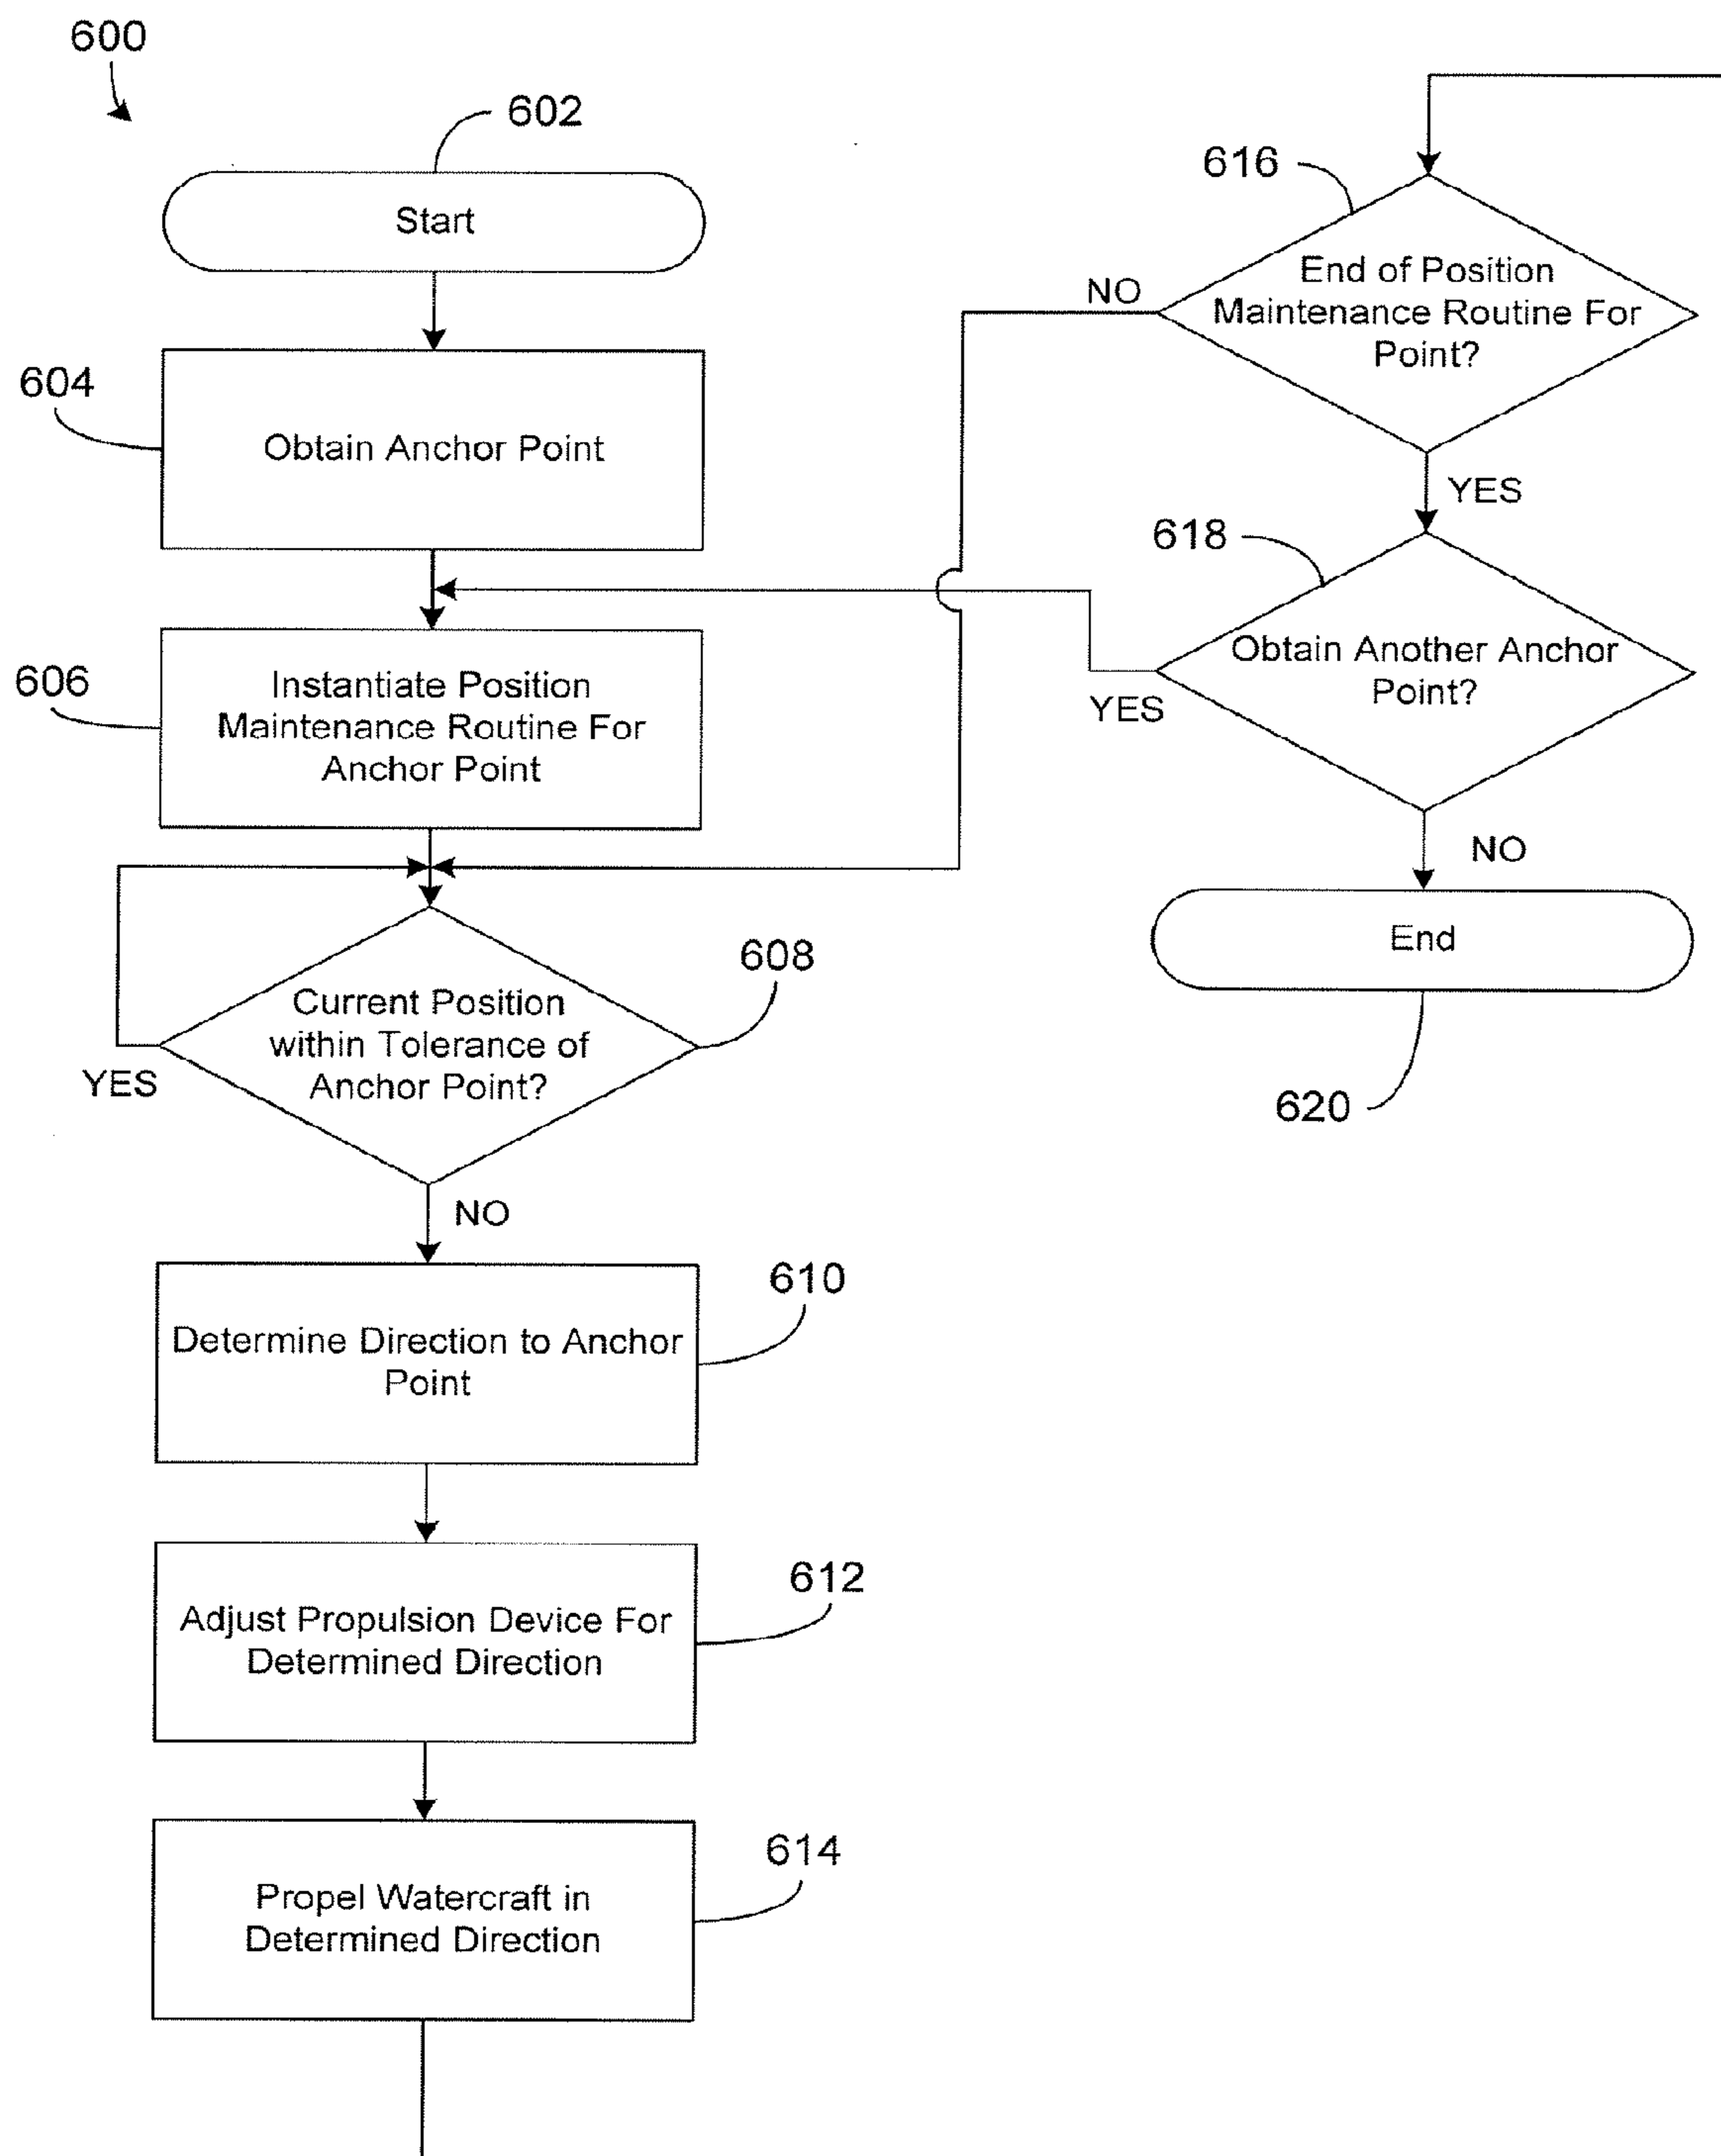 600
602
Start
604
Obtain Anchor Point
606
Instantiate Position
Maintenance Routine For
Anchor Point
608
Current Position
within Tolerance of
Anchor Point?
YES
NO
610
Determine Direction to Anchor
Point
612
Adjust Propulsion Device For
Determined Direction
614
Propel Watercraft in
Determined Direction
616
End of Position
Maintenance Routine For
Point?
NO
YES
618
Obtain Another Anchor
Point?
YES
NO
End
620